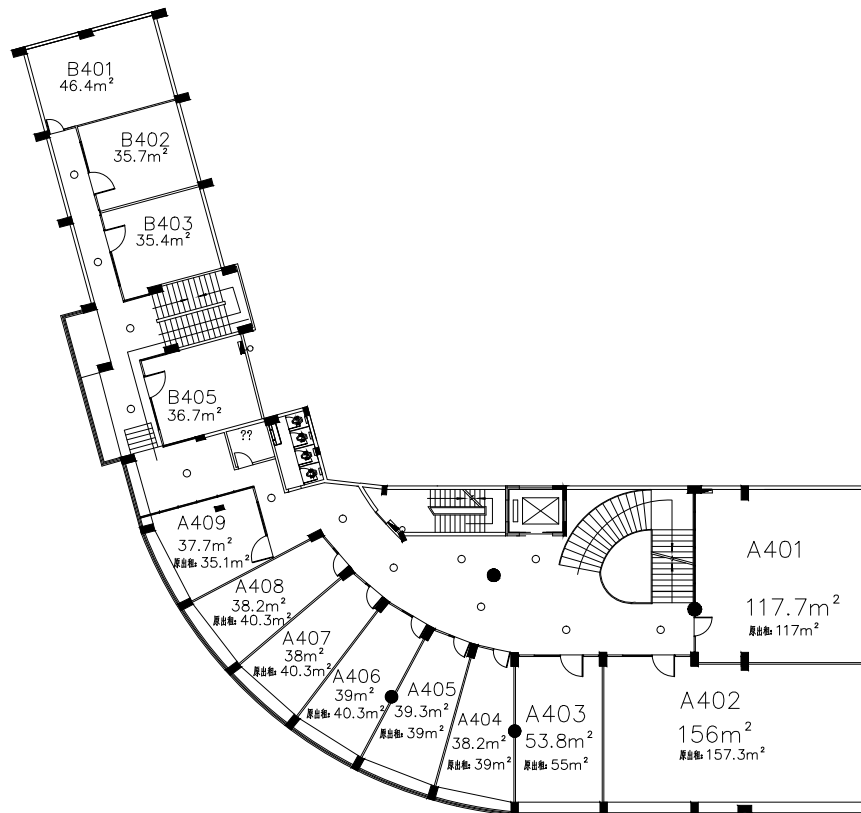 B401
46.4m²
B402
35.7m²
B403
35.4m²
B405
36.7m²
??
A409
37.7m²
原出租: 35.1m²
A408
38.2m²
原出租: 40.3m²
A407
38m²
原出租: 40.3m²
A406
39m²
原出租: 40.3m²
A405
39.3m²
原出租: 39m²
A404
38.2m²
原出租: 39m²
A403
53.8m²
原出租: 55m²
A402
156m²
原出租: 157.3m²
A401
117.7m²
原出租: 117m²